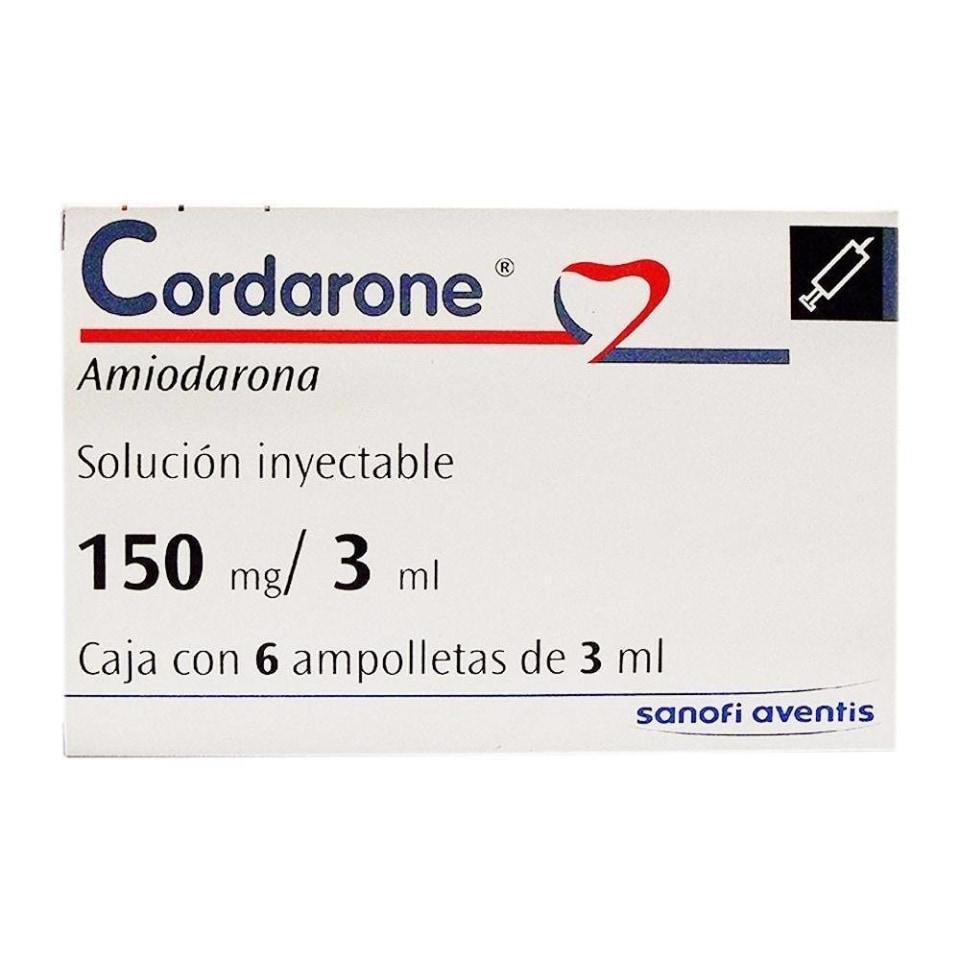 Cordarone®
Amiodarona
Solución inyectable
150 mg/ 3 ml
Caja con 6 ampolletas de 3 ml
sanofi aventis